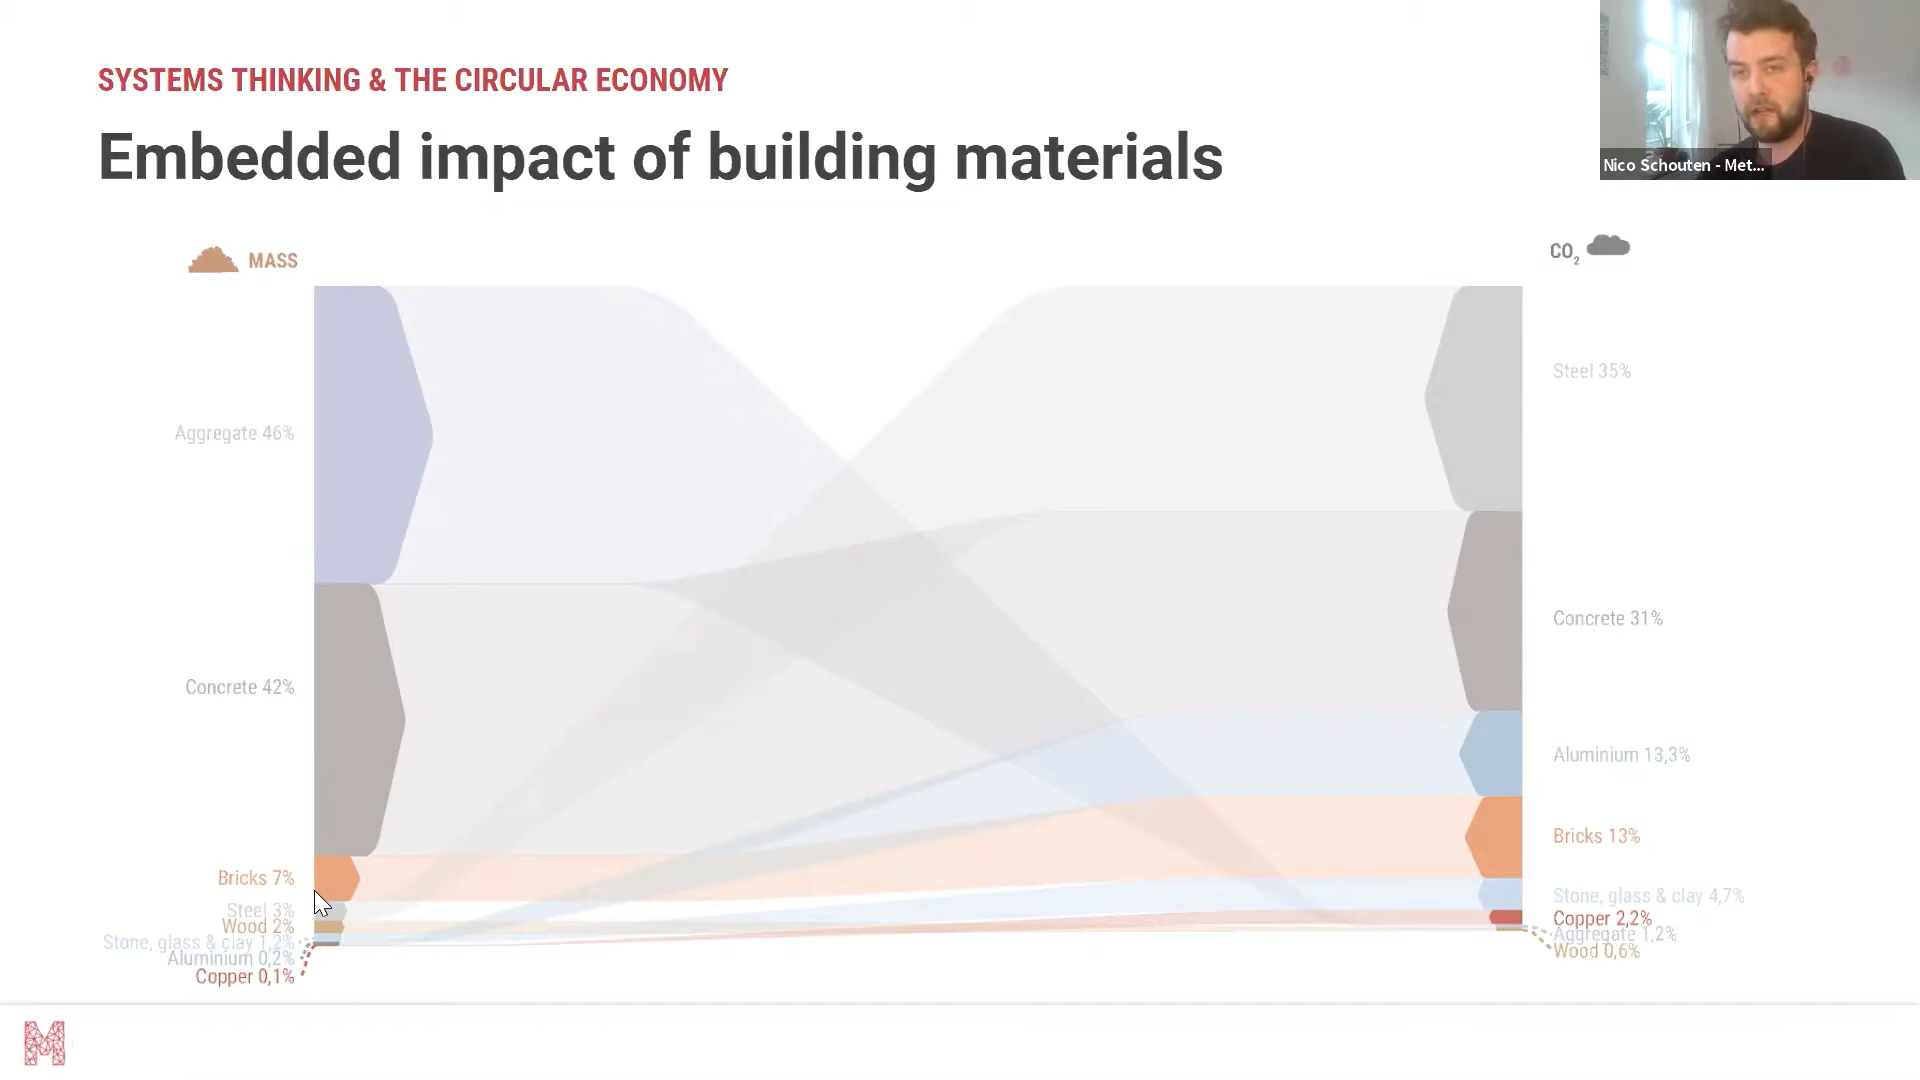 SYSTEMS THINKING & THE CIRCULAR ECONOMY
Embedded impact of building materials
Nico Schouten - Met...
MASS
CO2
Aggregate 46%
Concrete 42%
Bricks 7%
Steel 3%
Wood 2%
Stone, glass & clay 1,2%
Aluminium 0,2%
Copper 0,1%
Steel 35%
Concrete 31%
Aluminium 13,3%
Bricks 13%
Stone, glass & clay 4,7%
Copper 2,2%
Aggregate 1,2%
Wood 0,6%
M